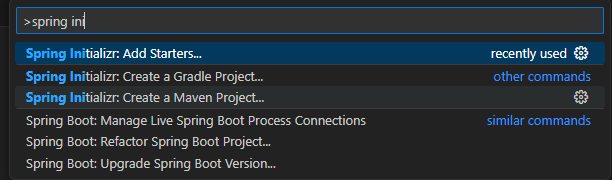 >spring ini
Spring Initializr: Add Starters... recently used
Spring Initializr: Create a Gradle Project... other commands
Spring Initializr: Create a Maven Project...
Spring Boot: Manage Live Spring Boot Process Connections similar commands
Spring Boot: Refactor Spring Boot Project...
Spring Boot: Upgrade Spring Boot Version...